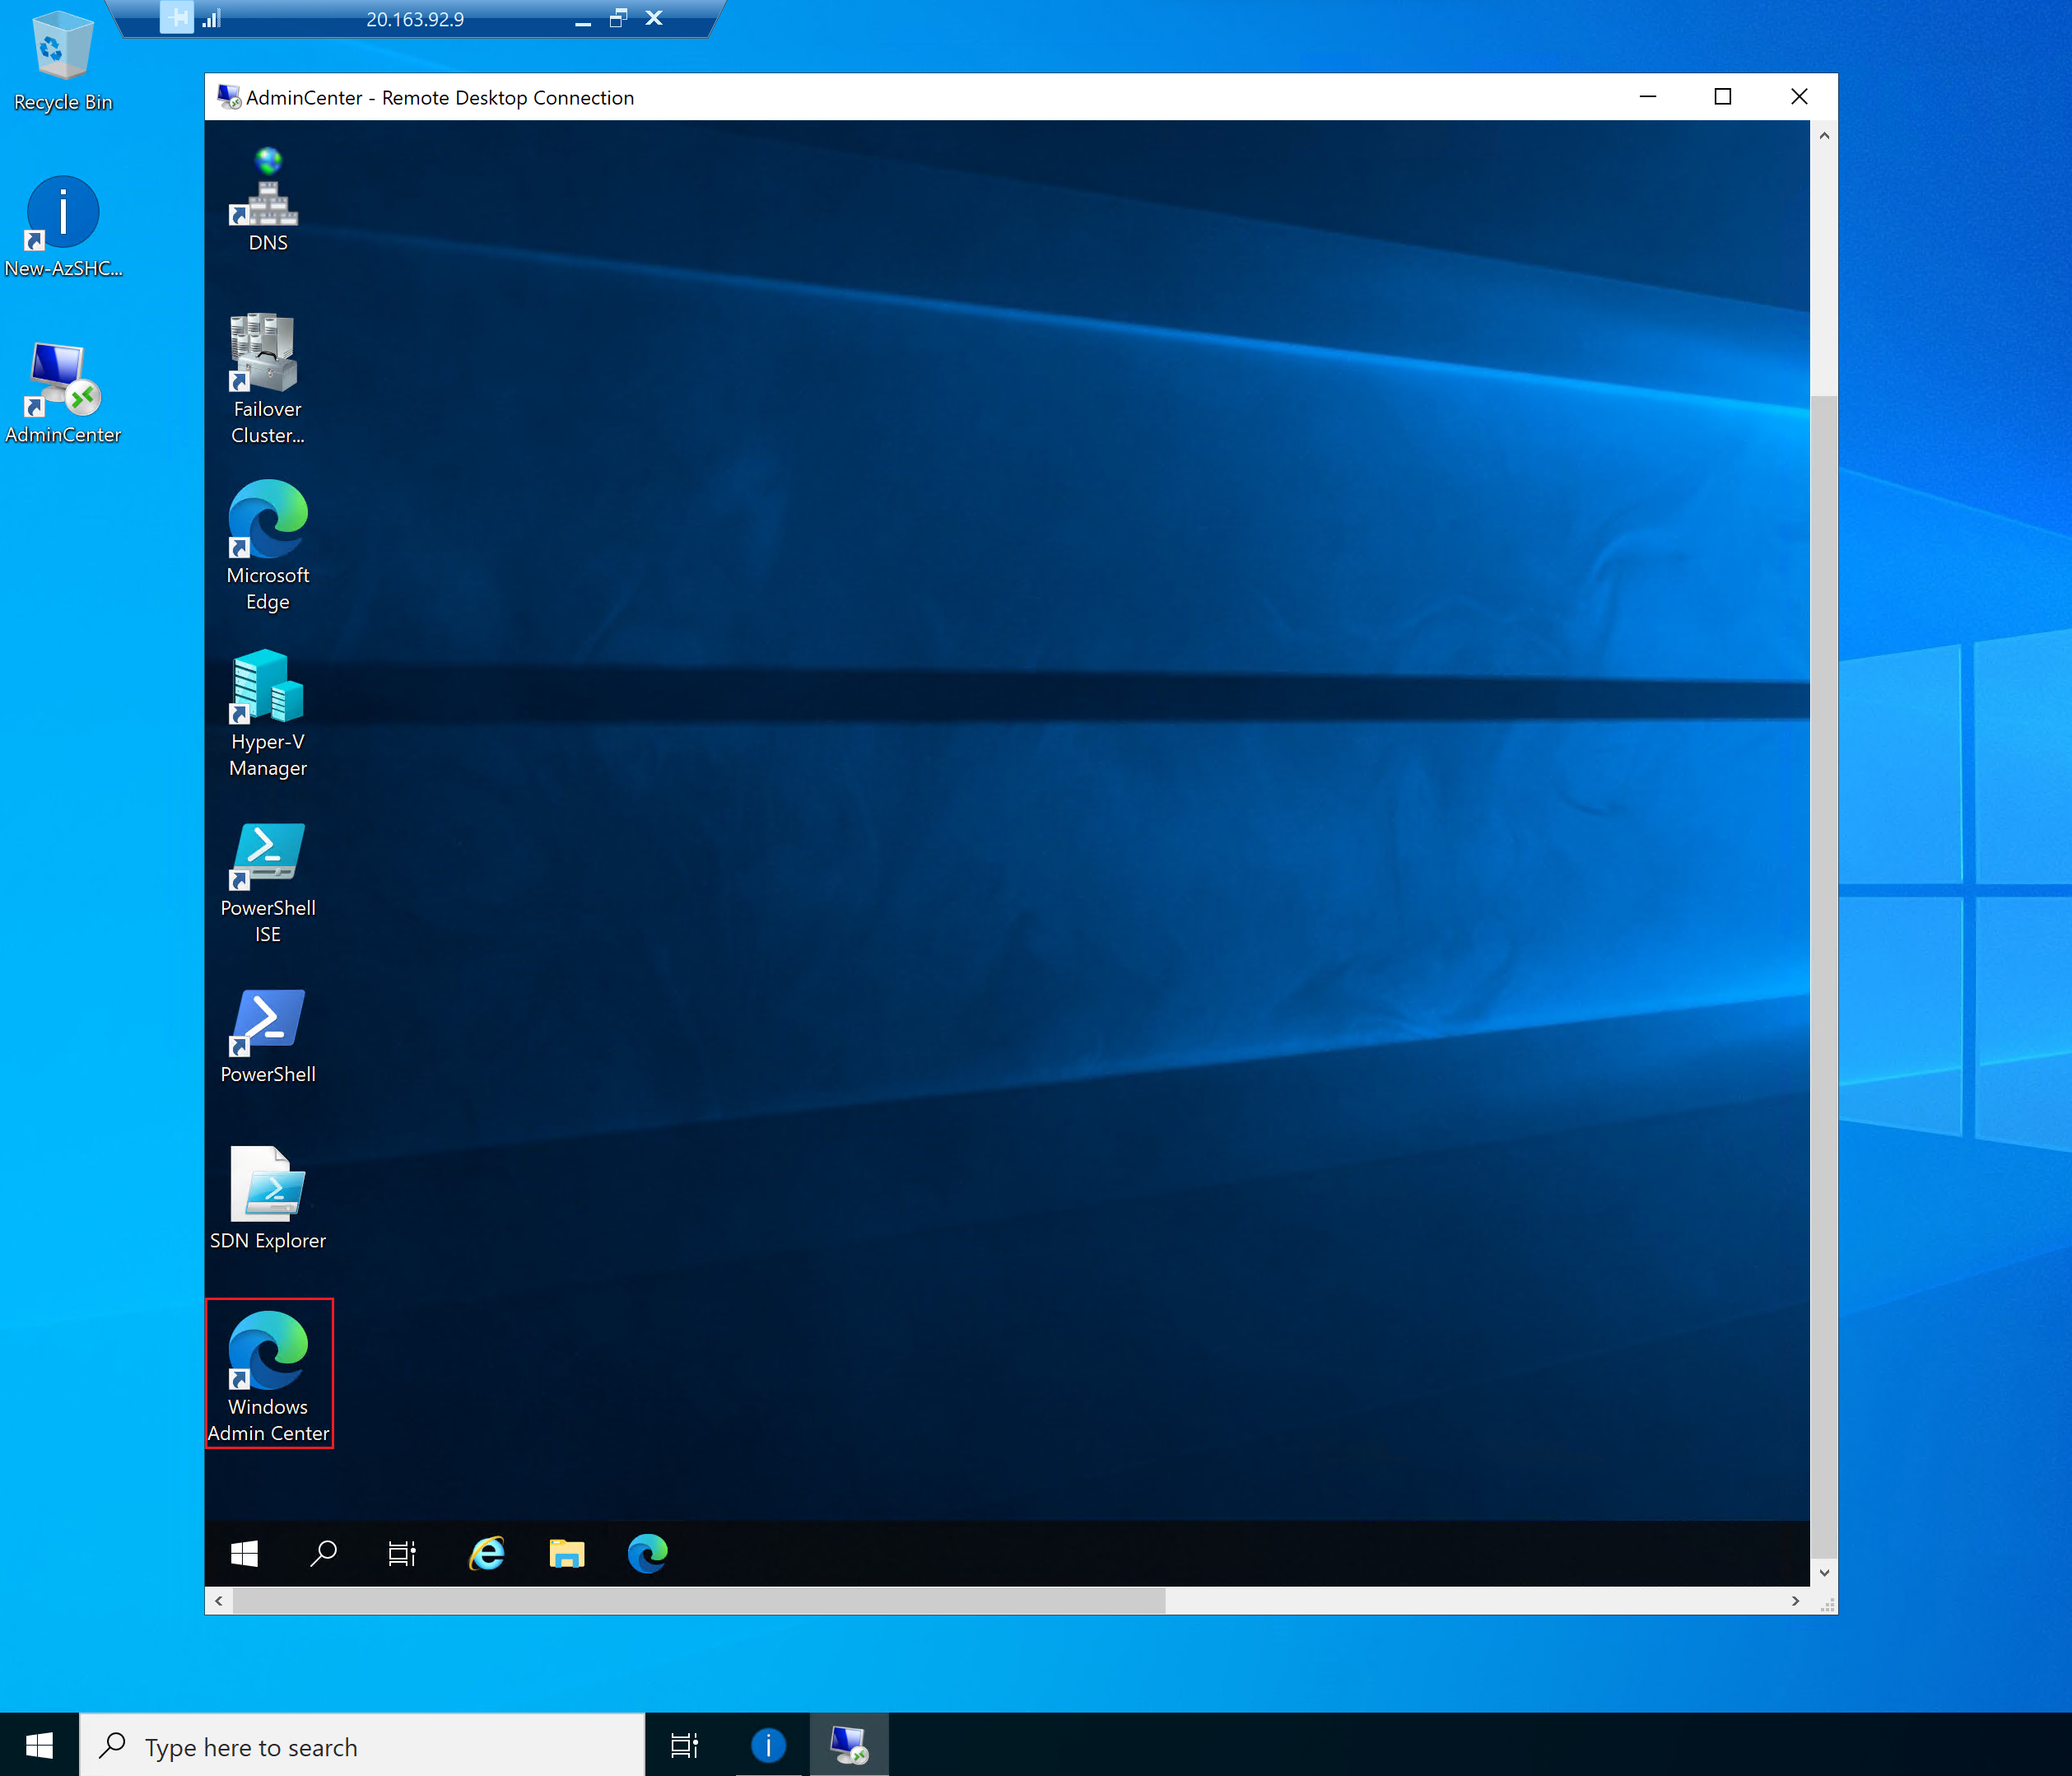 20.163.92.9
Recycle Bin
New-AzSHC...
AdminCenter
AdminCenter - Remote Desktop Connection
DNS
Failover
Cluster...
Microsoft
Edge
Hyper-V
Manager
PowerShell
ISE
PowerShell
SDN Explorer
Windows
Admin Center
Type here to search